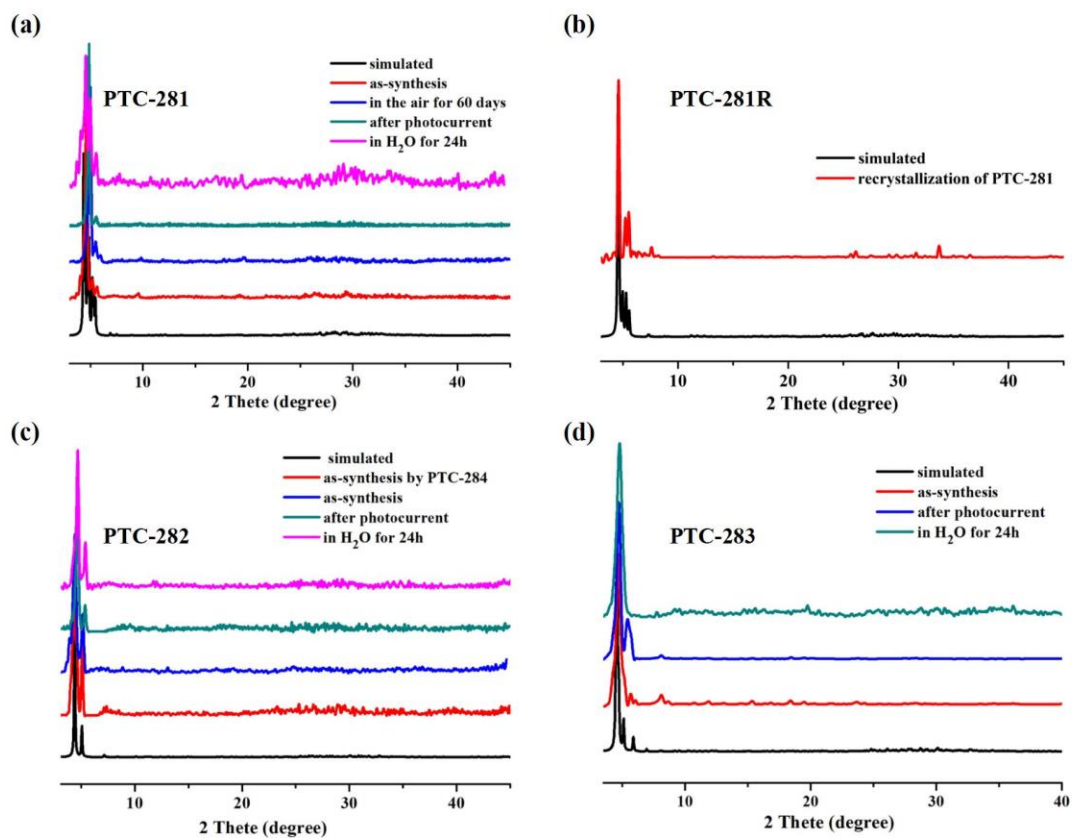 (a)
PTC-281
simulated
as-synthesis
in the air for 60 days
after photocurrent
in H₂O for 24h
10 20 30 40
2 Thete (degree)
(b)
PTC-281R
simulated
recrystallization of PTC-281
10 20 30 40
2 Thete (degree)
(c)
PTC-282
simulated
as-synthesis by PTC-284
as-synthesis
after photocurrent
in H₂O for 24h
10 20 30 40
2 Thete (degree)
(d)
PTC-283
simulated
as-synthesis
after photocurrent
in H₂O for 24h
10 20 30 40
2 Thete (degree)